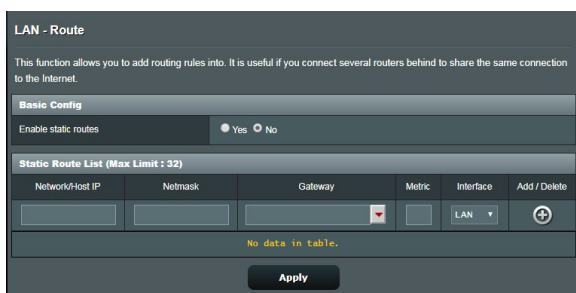 LAN - Route
This function allows you to add routing rules into. It is useful if you connect several routers behind to share the same connection
to the Internet.
Basic Config
Enable static routes Yes No
Static Route List (Max Limit : 32)
Network/Host IP Netmask Gateway Metric Interface Add / Delete
LAN
No data in table.
Apply